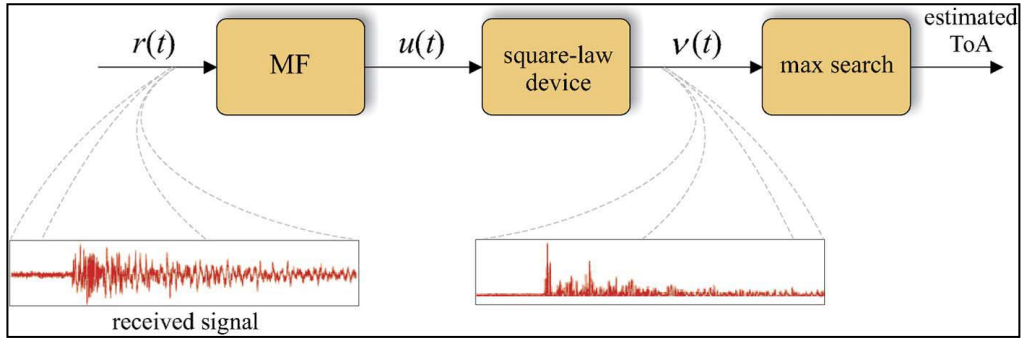 estimated
ToA
r(t)
MF
u(t)
square-law
device
ν(t)
max search
received signal